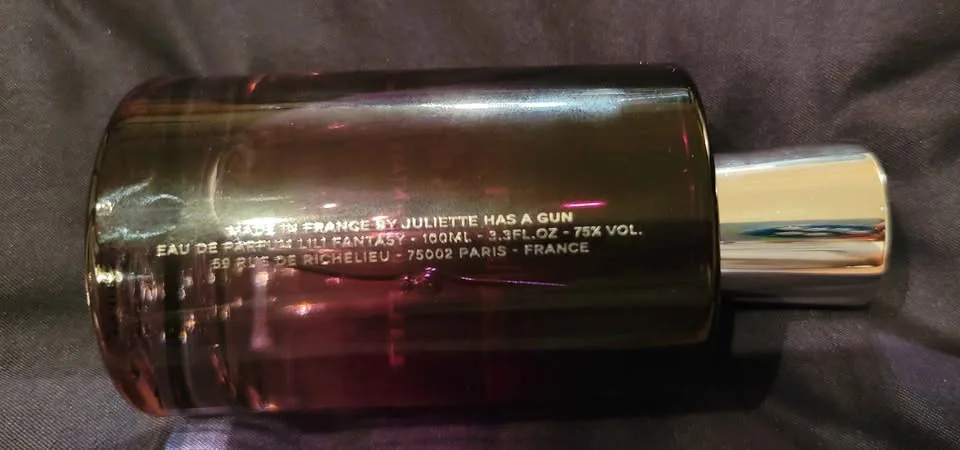 MADE IN FRANCE BY JULIETTE HAS A GUN
EAU DE PARFUM LILI FANTASY - 100ML - 3.3FL.OZ - 75% VOL.
59 RUE DE RICHELIEU - 75002 PARIS - FRANCE